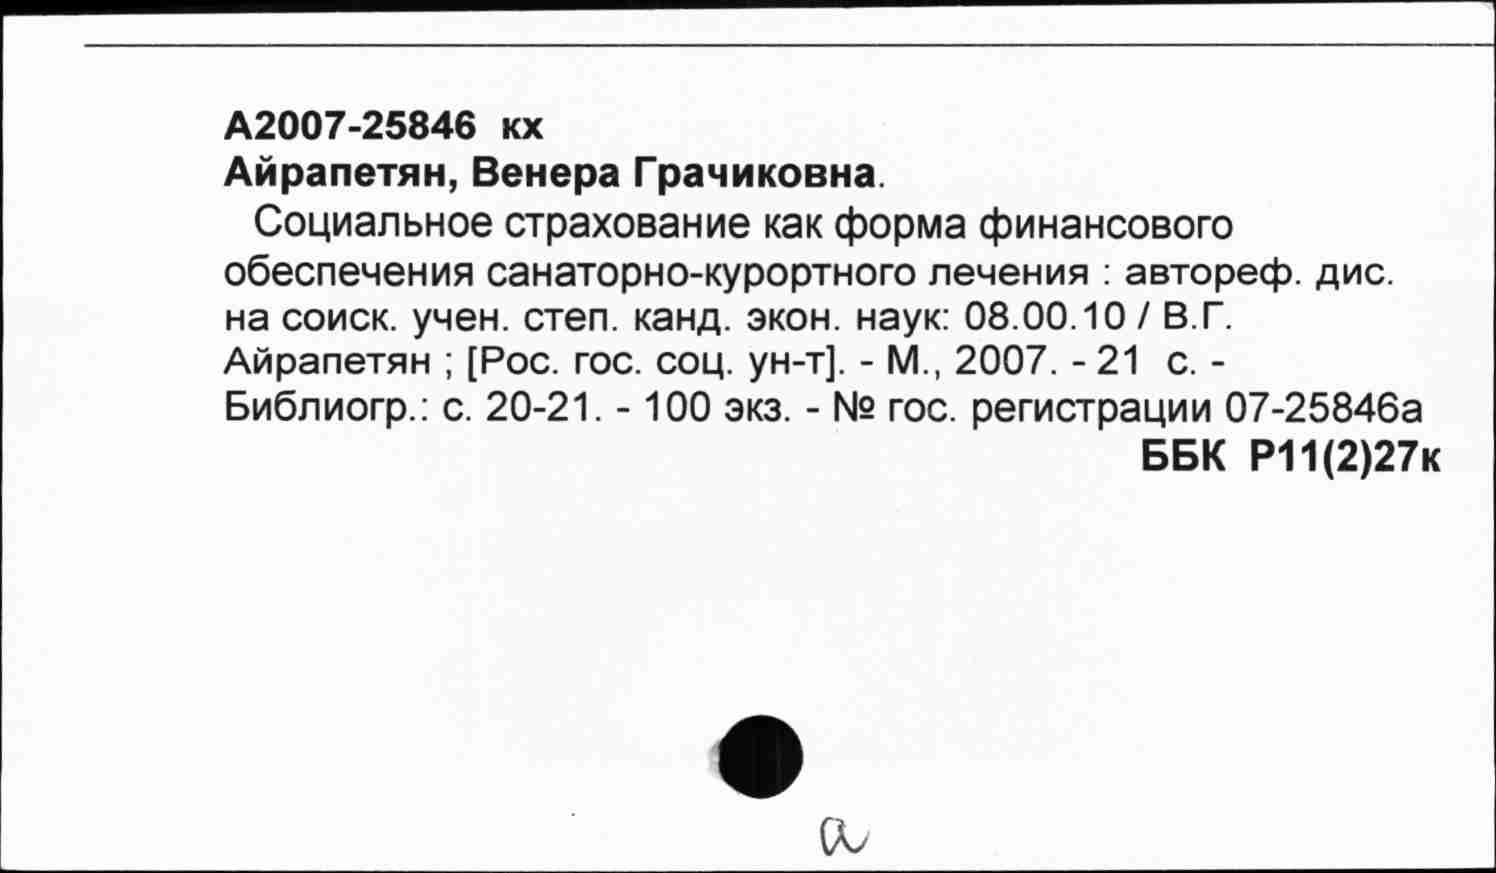 А2007-25846 кх
Айрапетян, Венера Грачиковна.
Социальное страхование как форма финансового
обеспечения санаторно-курортного лечения : автореф. дис.
на соиск. учен. степ. канд. экон. наук: 08.00.10 / В.Г.
Айрапетян ; [Рос. гос. соц. ун-т]. - М., 2007. - 21 с. -
Библиогр.: с. 20-21. - 100 экз. - № гос. регистрации 07-25846а
ББК Р11(2)27к
а